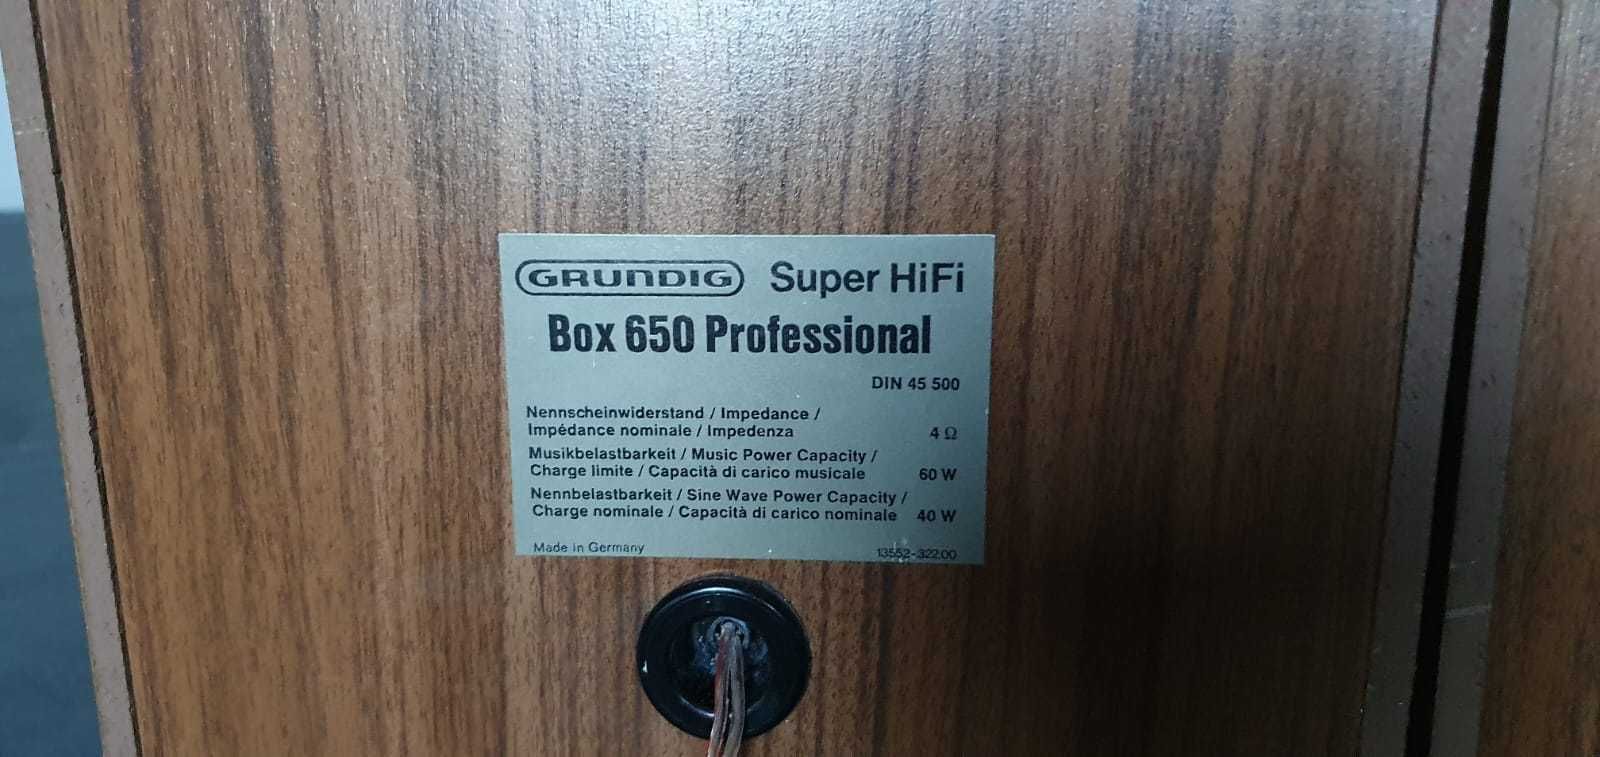 GRUNDIG Super HiFi
Box 650 Professional
DIN 45 500
Nennscheinwiderstand / Impedance /
Impédance nominale / Impedenza 4 Ω
Musikbelastbarkeit / Music Power Capacity /
Charge limite / Capacità di carico musicale 60 W
Nennbelastbarkeit / Sine Wave Power Capacity /
Charge nominale / Capacità di carico nominale 40 W
Made in Germany 13552-322.00